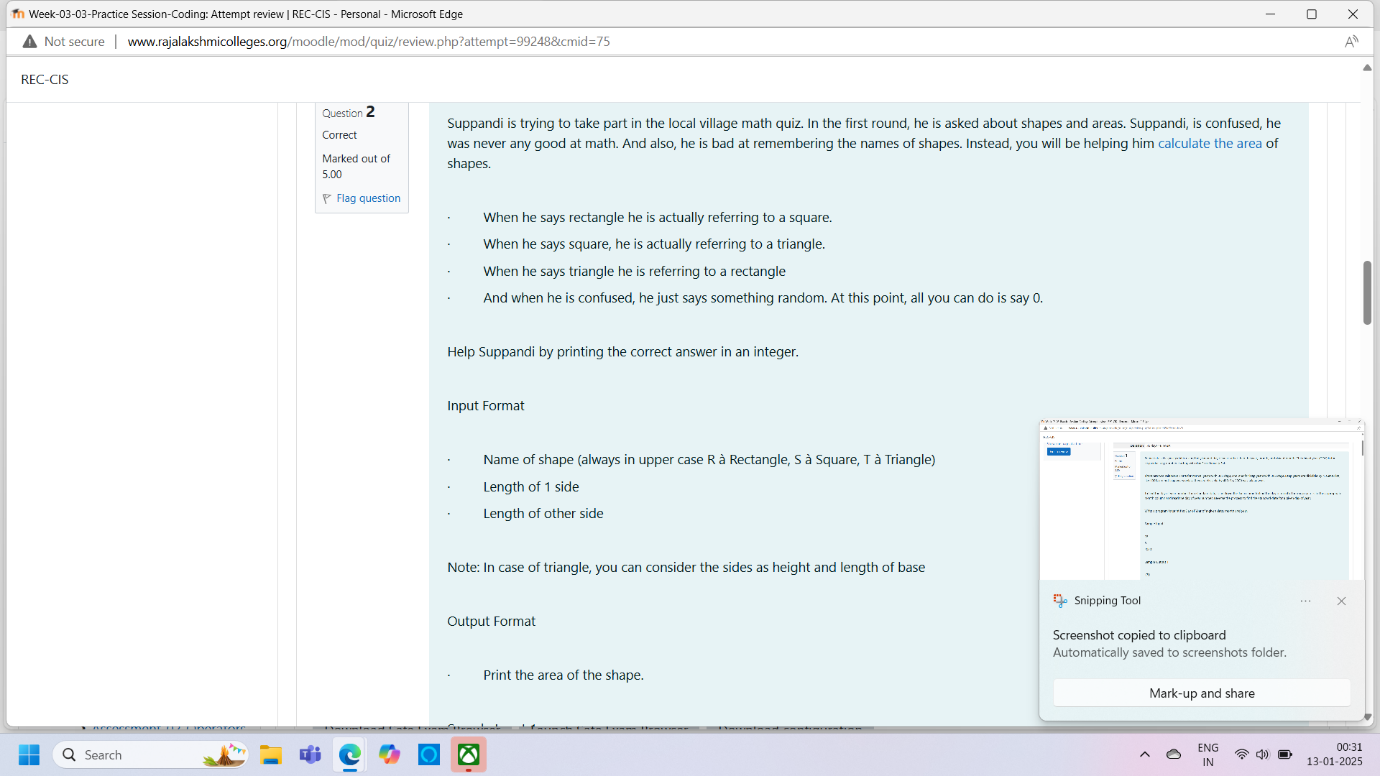 Week-03-03-Practice Session-Coding: Attempt review | REC-CIS - Personal - Microsoft Edge
Not secure | www.rajalakshmicolleges.org/moodle/mod/quiz/review.php?attempt=99248&cmid=75
REC-CIS
Question 2
Correct
Marked out of
5.00
Flag question
Suppandi is trying to take part in the local village math quiz. In the first round, he is asked about shapes and areas. Suppandi, is confused, he
was never any good at math. And also, he is bad at remembering the names of shapes. Instead, you will be helping him calculate the area of
shapes.
· When he says rectangle he is actually referring to a square.
· When he says square, he is actually referring to a triangle.
· When he says triangle he is referring to a rectangle
· And when he is confused, he just says something random. At this point, all you can do is say 0.
Help Suppandi by printing the correct answer in an integer.
Input Format
· Name of shape (always in upper case R à Rectangle, S à Square, T à Triangle)
· Length of 1 side
· Length of other side
Note: In case of triangle, you can consider the sides as height and length of base
Output Format
· Print the area of the shape.
Snipping Tool
Screenshot copied to clipboard
Automatically saved to screenshots folder.
Mark-up and share
Search
ENG
IN
00:31
13-01-2025